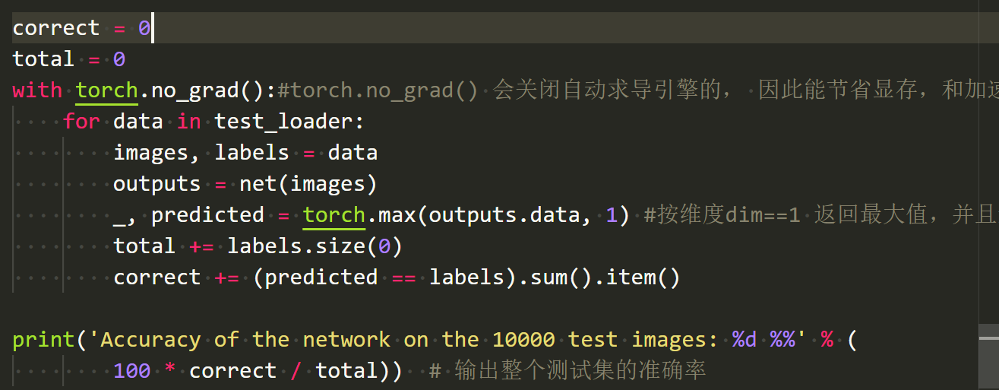 correct = 0
total = 0
with torch.no_grad():#torch.no_grad() 会关闭自动求导引擎的， 因此能节省显存，和加速
    for data in test_loader:
        images, labels = data
        outputs = net(images)
        _, predicted = torch.max(outputs.data, 1) #按维度dim==1 返回最大值，并且
        total += labels.size(0)
        correct += (predicted == labels).sum().item()
print('Accuracy of the network on the 10000 test images: %d %%' % (
        100 * correct / total))  # 输出整个测试集的准确率